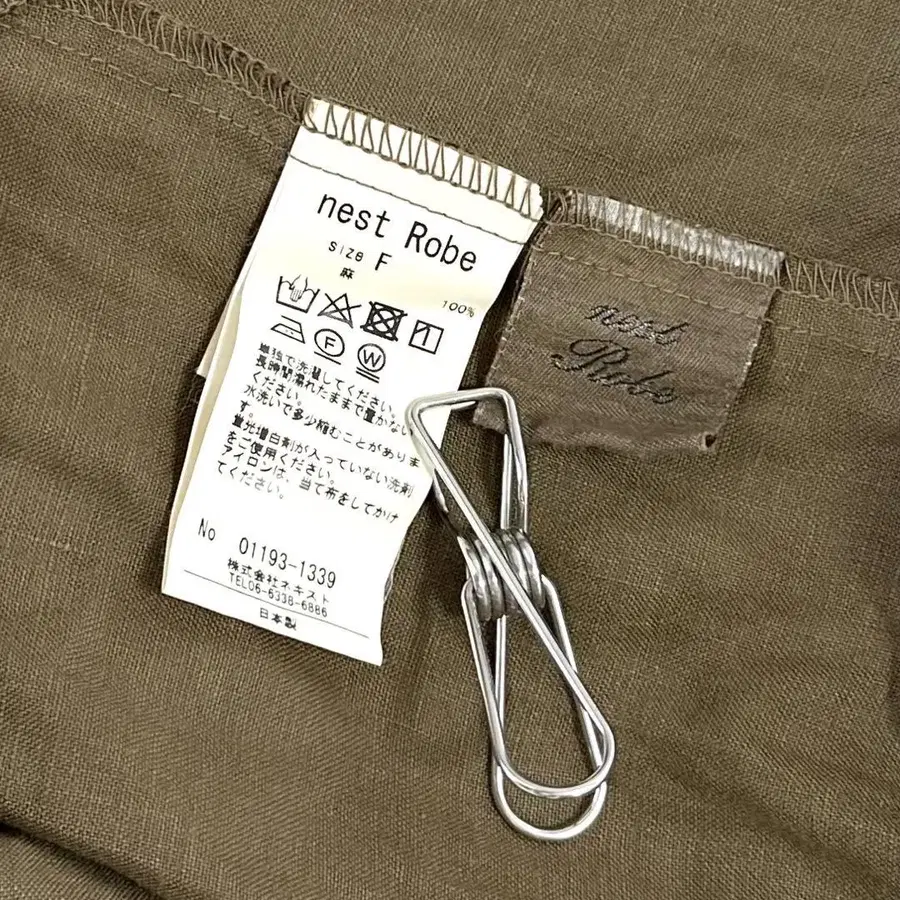 nest Robe
SIZE F
麻 100%
F W
単独で洗濯してください。
長時間濡れたままで置かない
ください。
水洗いで多少縮むことがありま
す。
蛍光増白剤が入っていない洗剤
をご使用ください。
アイロンは、当て布をしてかけ
てください。
No 01193-1339
株式会社ネキスト
TEL06-6338-6886
日本製
nest
Robe